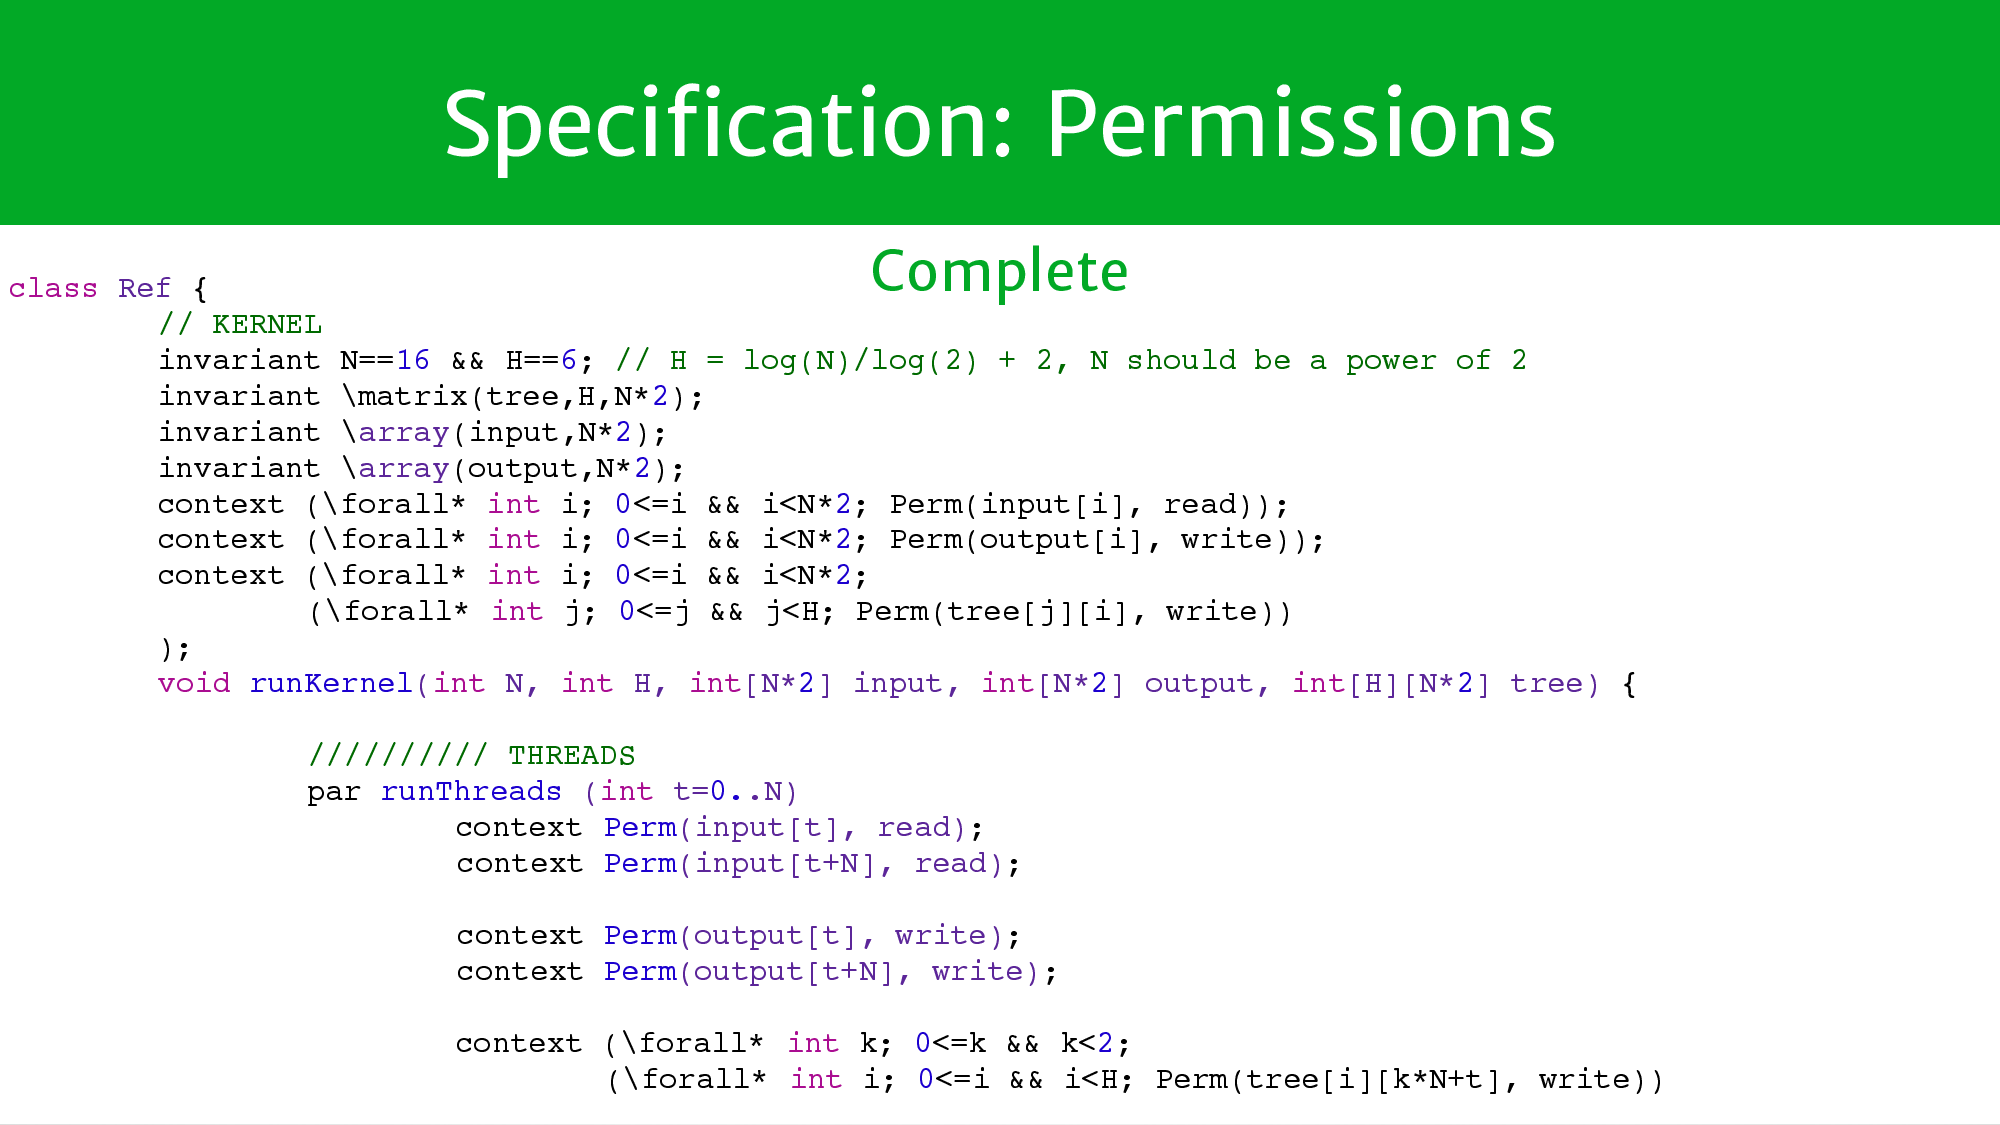 Specification: Permissions
Complete
class Ref {
// KERNEL
invariant N==16 && H==6; // H = log(N)/log(2) + 2, N should be a power of 2
invariant \matrix(tree,H,N*2);
invariant \array(input,N*2);
invariant \array(output,N*2);
context (\forall* int i; 0<=i && i<N*2; Perm(input[i], read));
context (\forall* int i; 0<=i && i<N*2; Perm(output[i], write));
context (\forall* int i; 0<=i && i<N*2;
(\forall* int j; 0<=j && j<H; Perm(tree[j][i], write))
);
void runKernel(int N, int H, int[N*2] input, int[N*2] output, int[H][N*2] tree) {
////////// THREADS
par runThreads (int t=0..N)
context Perm(input[t], read);
context Perm(input[t+N], read);
context Perm(output[t], write);
context Perm(output[t+N], write);
context (\forall* int k; 0<=k && k<2;
(\forall* int i; 0<=i && i<H; Perm(tree[i][k*N+t], write))